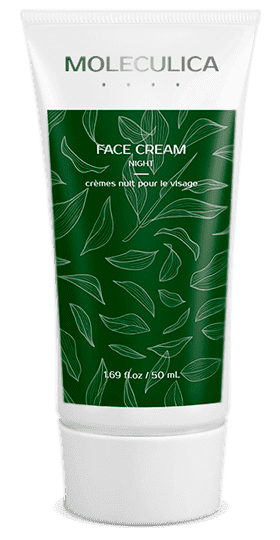 MOLECULICA
FACE CREAM
NIGHT
crèmes nuit pour le visage
1.69 fl.oz / 50 mL